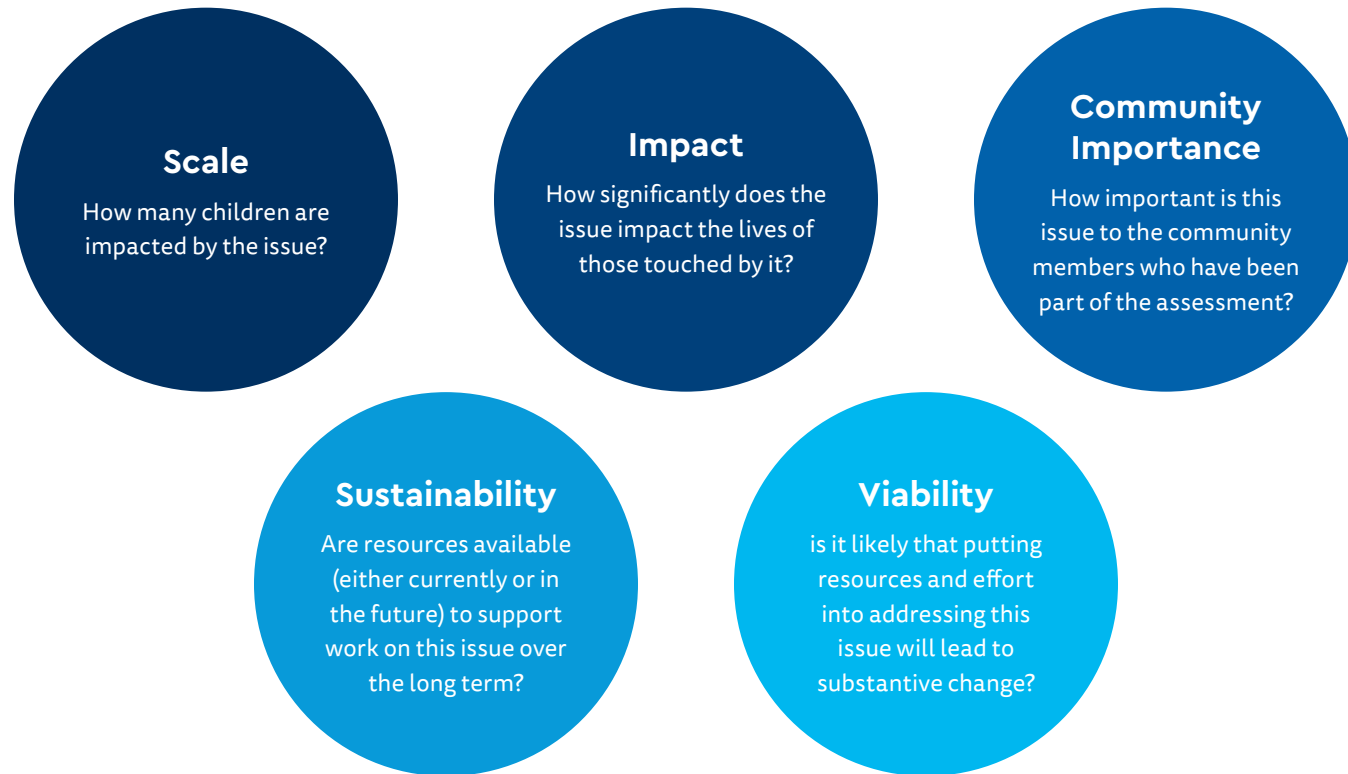 Scale
How many children are
impacted by the issue?
Impact
How significantly does the
issue impact the lives of
those touched by it?
Community
Importance
How important is this
issue to the community
members who have been
part of the assessment?
Sustainability
Are resources available
(either currently or in
the future) to support
work on this issue over
the long term?
Viability
is it likely that putting
resources and effort
into addressing this
issue will lead to
substantive change?